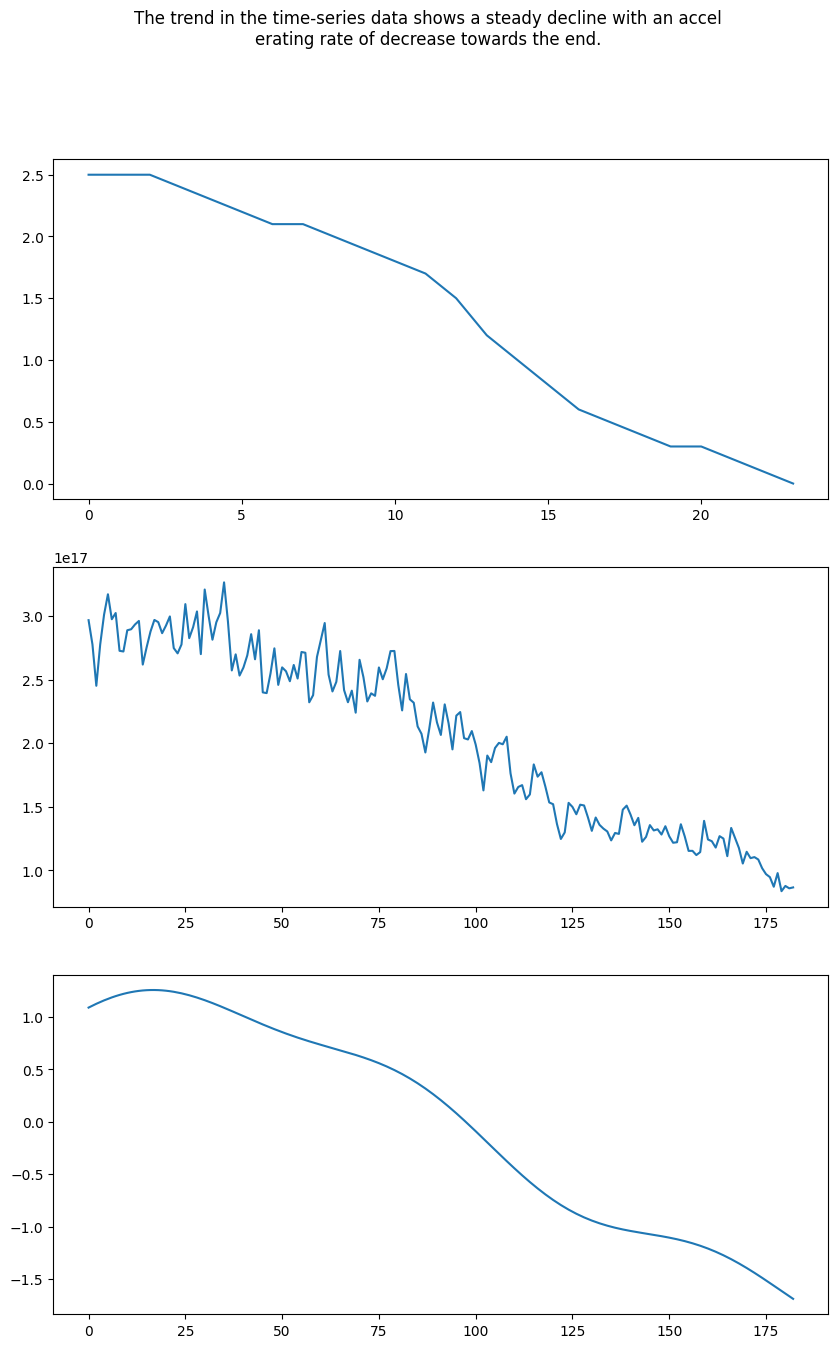 The trend in the time-series data shows a steady decline with an accel
erating rate of decrease towards the end.
2.5
2.0
1.5
1.0
0.5
0.0
0 5 10 15 20
1e17
3.0
2.5
2.0
1.5
1.0
0 25 50 75 100 125 150 175
1.0
0.5
0.0
−0.5
−1.0
−1.5
0 25 50 75 100 125 150 175